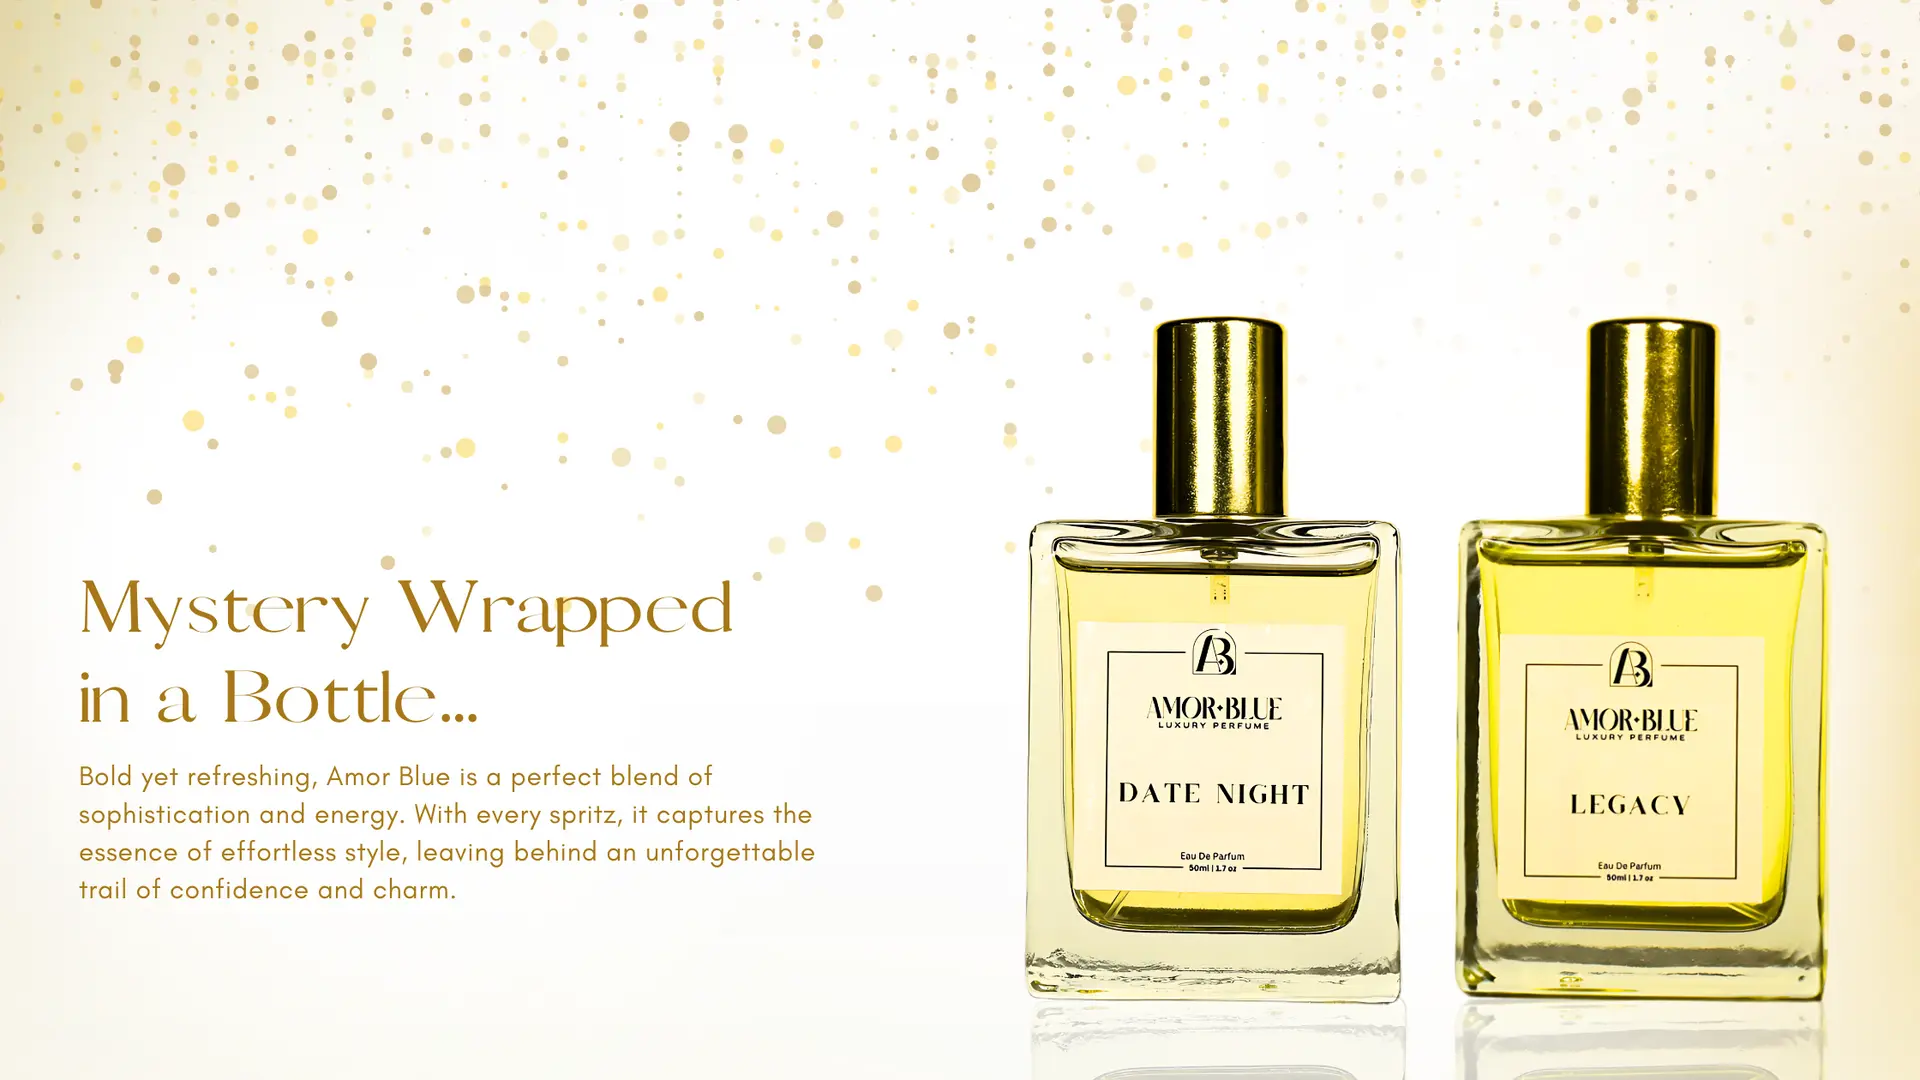 Mystery Wrapped
in a Bottle...
Bold yet refreshing, Amor Blue is a perfect blend of
sophistication and energy. With every spritz, it captures the
essence of effortless style, leaving behind an unforgettable
trail of confidence and charm.
AB
AMOR·BLUE
LUXURY PERFUME
DATE NIGHT
Eau De Parfum
50ml | 1.7 oz
AB
AMOR·BLUE
LUXURY PERFUME
LEGACY
Eau De Parfum
50ml | 1.7 oz